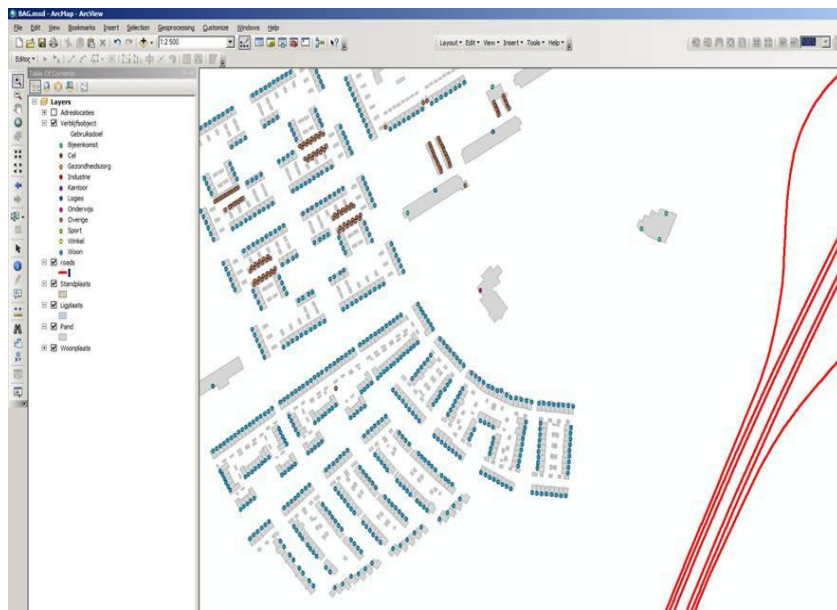 BAG.mxd - ArcMap - ArcView
File Edit View Bookmarks Insert Selection Geoprocessing Customize Windows Help
1:2 500
Layout Edit View Insert Tools Help
Editor
Table Of Contents
Layers
Adreslocaties
Verblijfsobject
Gebruiksdoel
Bijeenkomst
Cel
Gezondheidszorg
Industrie
Kantoor
Logies
Onderwijs
Overige
Sport
Winkel
Woon
roads
Standplaats
Ligplaats
Pand
Woonplaats